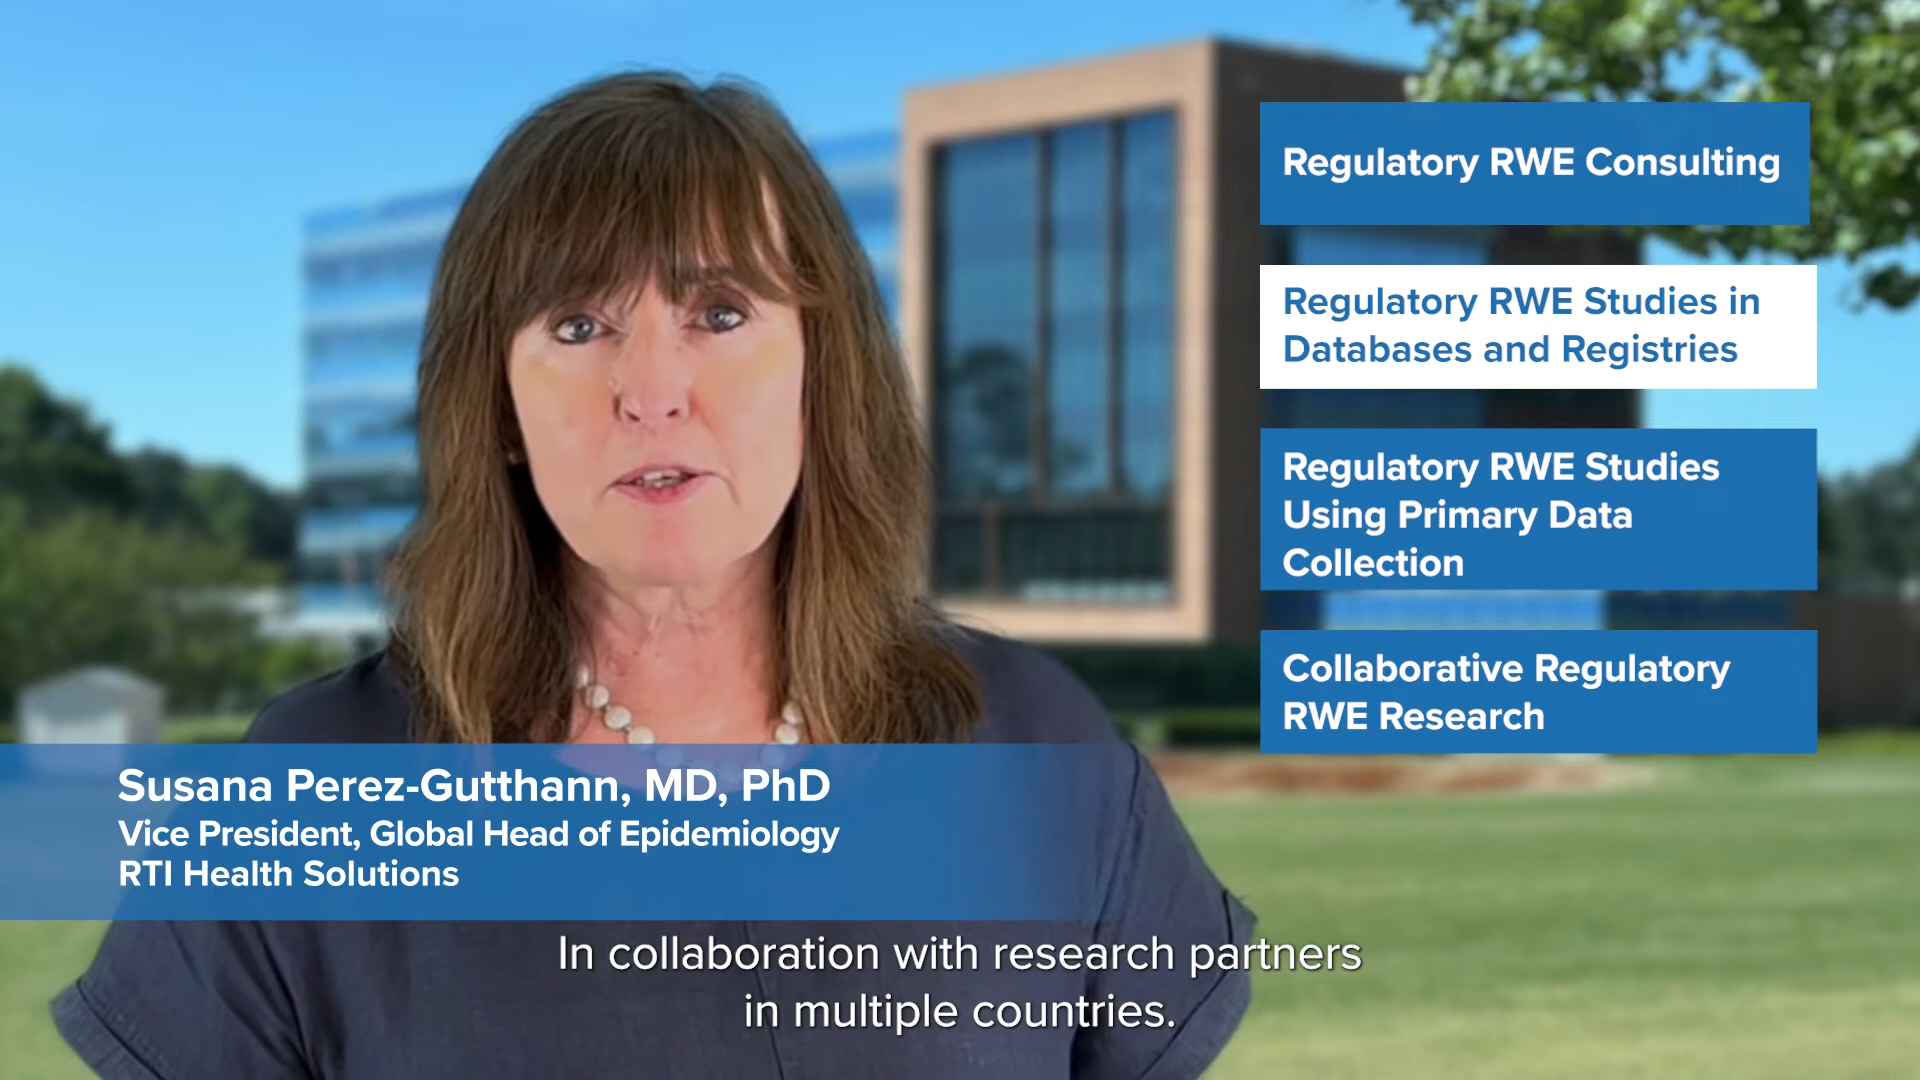 Regulatory RWE Consulting
Regulatory RWE Studies in
Databases and Registries
Regulatory RWE Studies
Using Primary Data
Collection
Collaborative Regulatory
RWE Research
Susana Perez-Gutthann, MD, PhD
Vice President, Global Head of Epidemiology
RTI Health Solutions
In collaboration with research partners
in multiple countries.